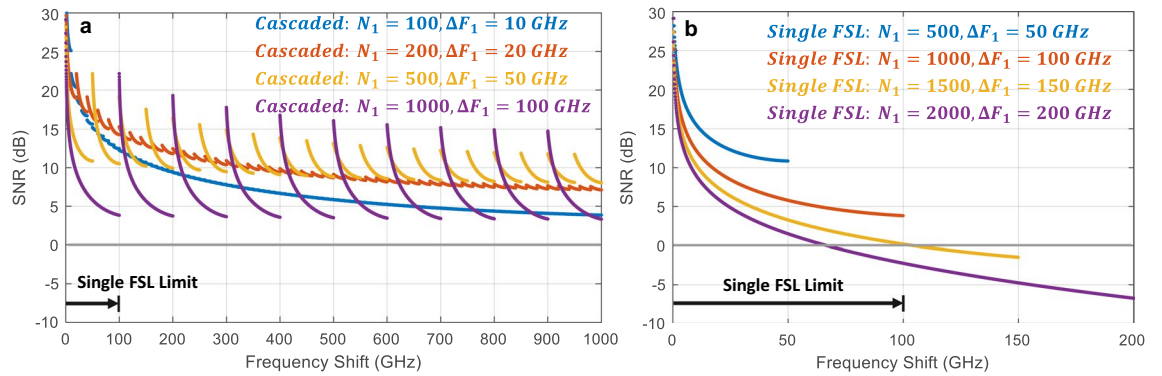 a
Cascaded: N₁ = 100, ΔF₁ = 10 GHz
Cascaded: N₁ = 200, ΔF₁ = 20 GHz
Cascaded: N₁ = 500, ΔF₁ = 50 GHz
Cascaded: N₁ = 1000, ΔF₁ = 100 GHz
SNR (dB)
30
25
20
15
10
5
0
-5
-10
Single FSL Limit
0 100 200 300 400 500 600 700 800 900 1000
Frequency Shift (GHz)
b
Single FSL: N₁ = 500, ΔF₁ = 50 GHz
Single FSL: N₁ = 1000, ΔF₁ = 100 GHz
Single FSL: N₁ = 1500, ΔF₁ = 150 GHz
Single FSL: N₁ = 2000, ΔF₁ = 200 GHz
SNR (dB)
30
25
20
15
10
5
0
-5
-10
Single FSL Limit
0 50 100 150 200
Frequency Shift (GHz)